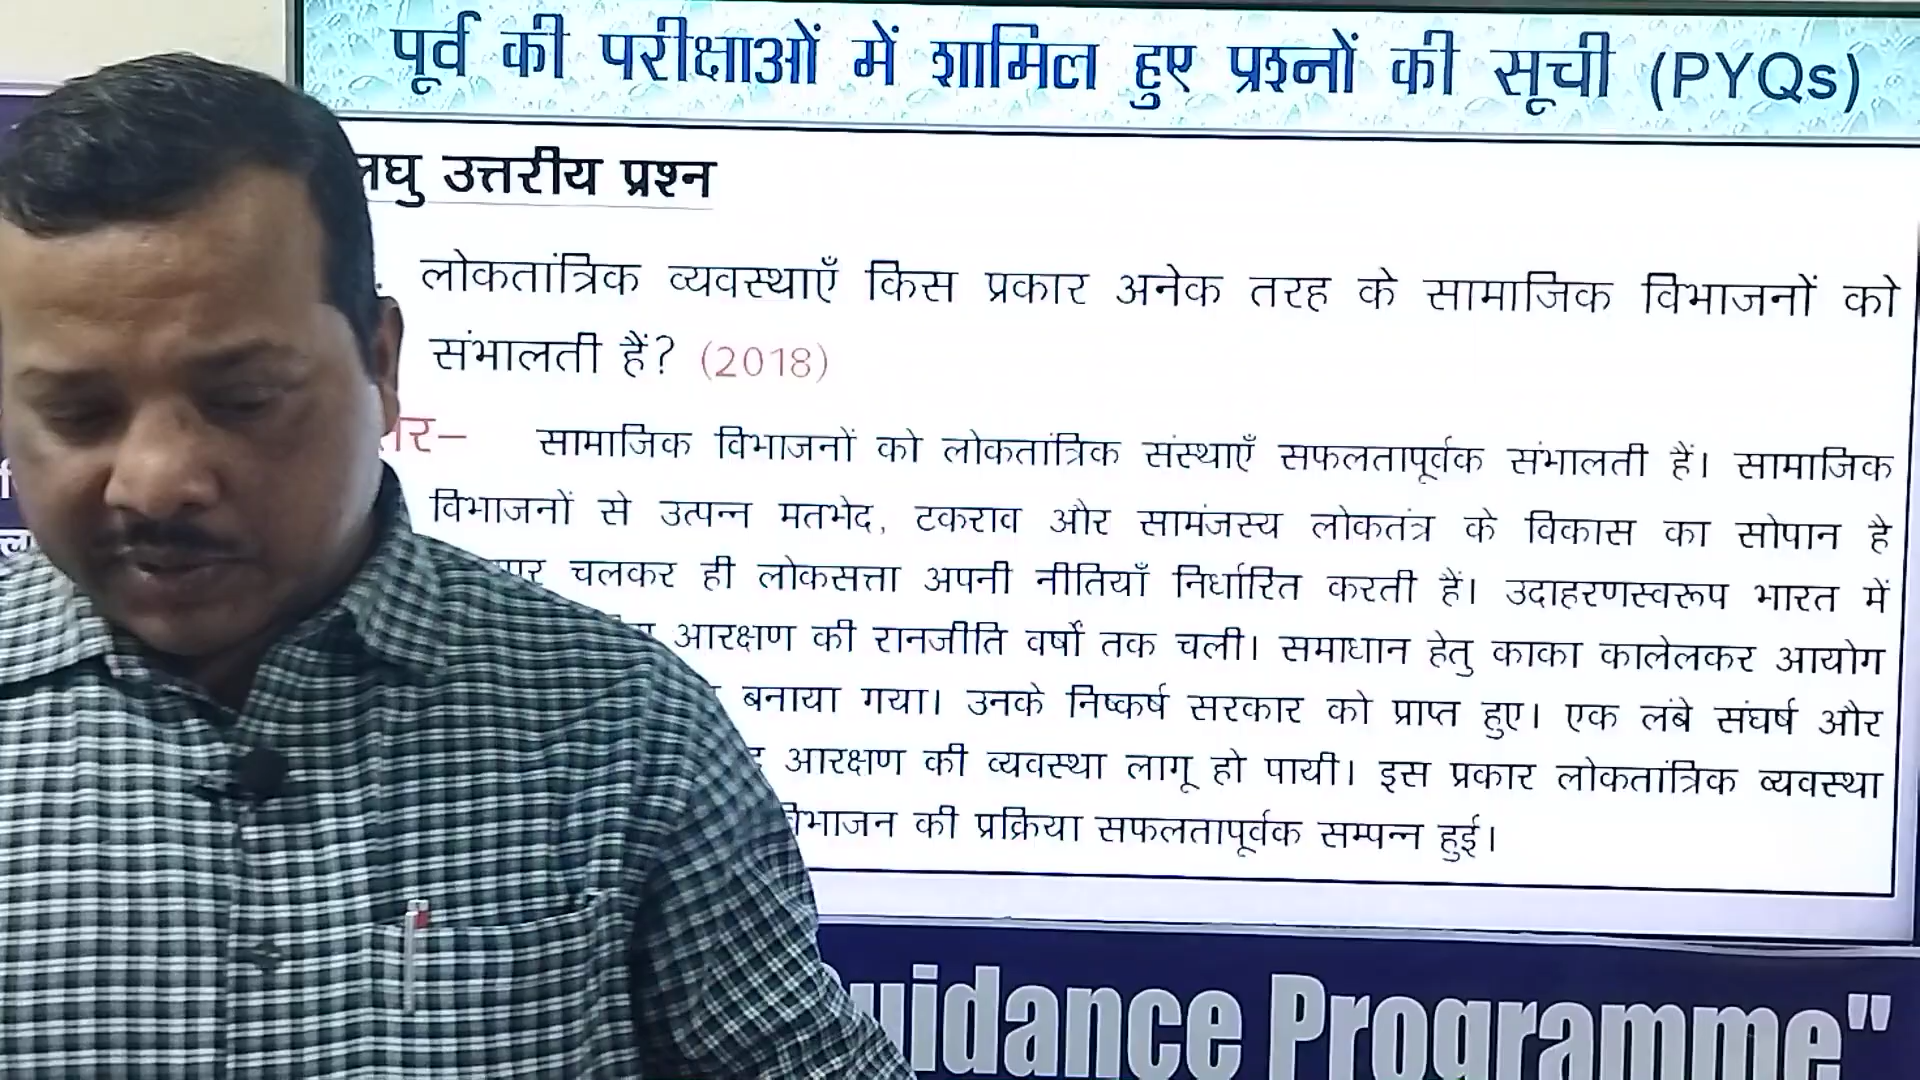 पूर्व की परीक्षाओं में शामिल हुए प्रश्नों की सूची (PYQs)
लघु उत्तरीय प्रश्न
लोकतांत्रिक व्यवस्थाएँ किस प्रकार अनेक तरह के सामाजिक विभाजनों को
संभालती हैं? (2018)
सामाजिक विभाजनों को लोकतांत्रिक संस्थाएँ सफलतापूर्वक संभालती हैं। सामाजिक
विभाजनों से उत्पन्न मतभेद, टकराव और सामंजस्य लोकतंत्र के विकास का सोपान है
चलकर ही लोकसत्ता अपनी नीतियाँ निर्धारित करती हैं। उदाहरणस्वरूप भारत में
आरक्षण की रानजीति वर्षों तक चली। समाधान हेतु काका कालेलकर आयोग
बनाया गया। उनके निष्कर्ष सरकार को प्राप्त हुए। एक लंबे संघर्ष और
आरक्षण की व्यवस्था लागू हो पायी। इस प्रकार लोकतांत्रिक व्यवस्था
की प्रक्रिया सफलतापूर्वक सम्पन्न हुई।
Programme"